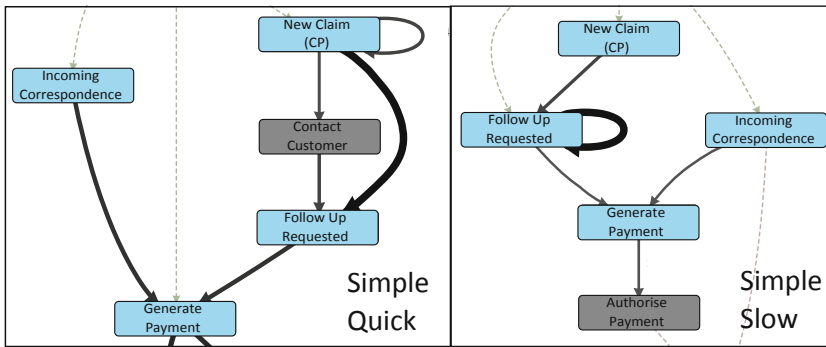 New Claim
(CP)
Incoming
Correspondence
Contact
Customer
Follow Up
Requested
Generate
Payment
Simple
Quick
New Claim
(CP)
Follow Up
Requested
Incoming
Correspondence
Generate
Payment
Authorise
Payment
Simple
Slow